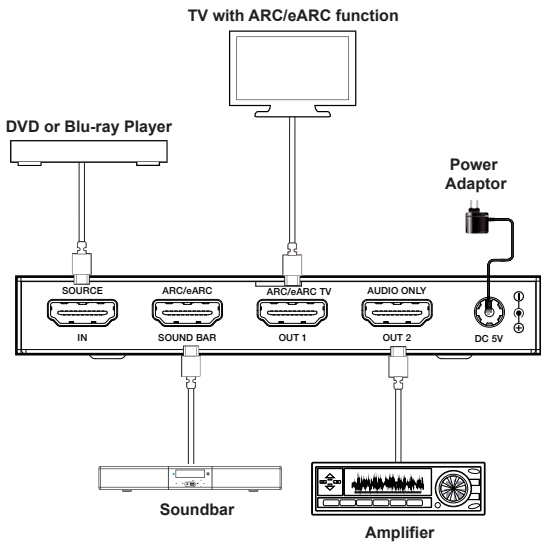 TV with ARC/eARC function
DVD or Blu-ray Player
Power
Adaptor
SOURCE
ARC/eARC
ARC/eARC TV
AUDIO ONLY
IN
SOUND BAR
OUT 1
OUT 2
DC 5V
Soundbar
Amplifier